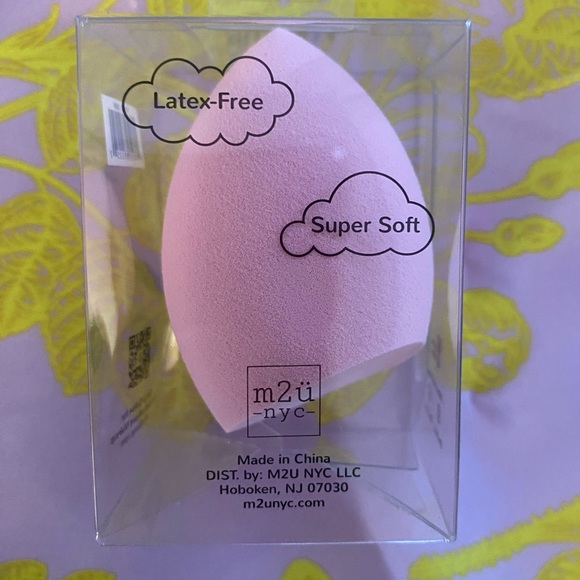 Latex-Free
Super Soft
m2ü
-nyc-
Made in China
DIST. by: M2U NYC LLC
Hoboken, NJ 07030
m2unyc.com